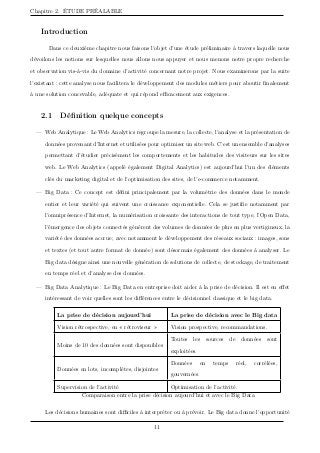 Chapitre 2. ÉTUDE PRÉALABLE
Introduction
Dans ce deuxième chapitre nous faisons l'objet d'une étude préliminaire à travers laquelle nous
dévoilons les notions sur lesquelles nous allons nous appuyer et nous menons notre propre recherche
et observation vis-à-vis du domaine d'activité concernant notre projet. Nous examinerons par la suite
l'existant ; cette analyse nous facilitera le développement des modules métiers pour aboutir finalement
à une solution concevable, adéquate et qui répond efficacement aux exigences.
2.1 Définition quelque concepts
— Web Analytique : Le Web Analytics regroupe la mesure, la collecte, l'analyse et la présentation de
données provenant d'Internet et utilisées pour optimiser un site web. C'est un ensemble d'analyses
permettant d'étudier précisément les comportements et les habitudes des visiteurs sur les sites
web. Le Web Analytics (appelé également Digital Analytics) est aujourd'hui l'un des éléments
clés du marketing digital et de l'optimisation des sites, de l'e-commerce notamment.
— Big Data : Ce concept est défini principalement par la volumétrie des données dans le monde
entier et leur variété qui suivent une croissance exponentielle. Cela se justifie notamment par
l'omniprésence d'Internet, la numérisation croissante des interactions de tout type, l'Open Data,
l'émergence des objets connectés génèrent des volumes de données de plus en plus vertigineux; la
variété des données accrue, avec notamment le développement des réseaux sociaux : images, sons
et textes (et tout autre format de donnée) sont désormais également des données à analyser. Le
Big data désigne ainsi une nouvelle génération de solutions de collecte, de stockage, de traitement
en temps réel et d'analyse des données.
— Big Data Analytique : Le Big Data en entreprise doit aider à la prise de décision. Il est en effet
intéressant de voir quelles sont les différences entre le décisionnel classique et le big data.
La prise de décision aujourd'hui La prise de décision avec le Big data
Vision rétrospective, ou « rétroviseur » Vision prospective, recommandations.
Moins de 10 des données sont disponibles Toutes les sources de données sont
exploitées.
Données en lots, incomplètes, disjointes Données en temps réel, corrélées,
gouvernées.
Supervision de l'activité Optimisation de l'activité.
Comparaison entre la prise décision aujourd'hui et avec le Big Data
Les décisions humaines sont difficiles à interpréter ou à prévoir. Le Big data donne l'opportunité
11